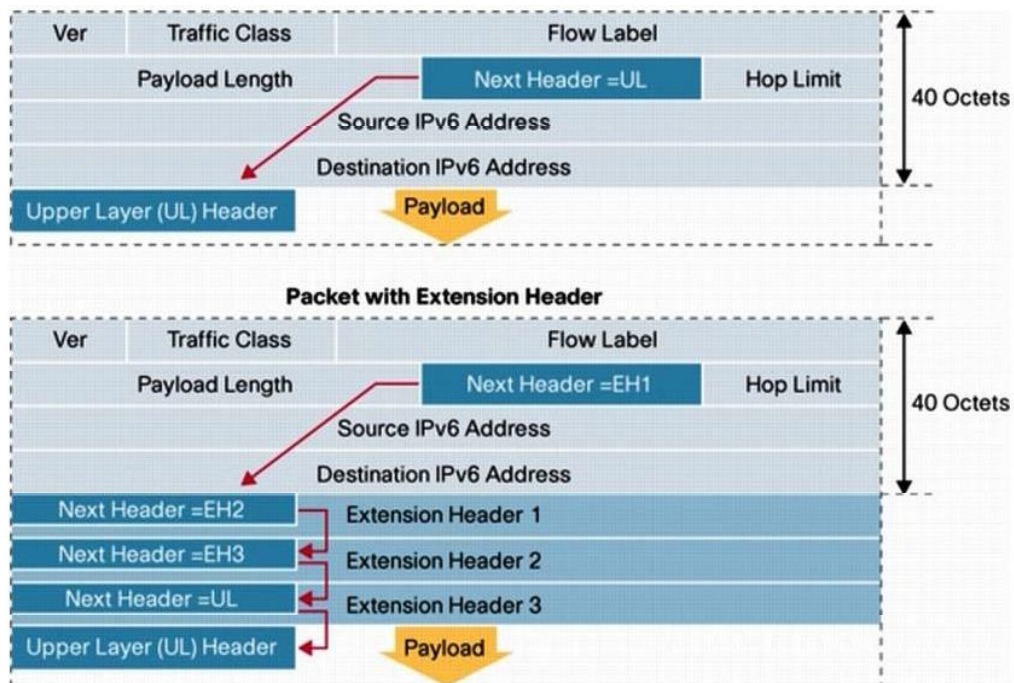 Ver Traffic Class Flow Label
Payload Length Next Header =UL Hop Limit
40 Octets
Source IPv6 Address
Destination IPv6 Address
Upper Layer (UL) Header Payload
Packet with Extension Header
Ver Traffic Class Flow Label
Payload Length Next Header =EH1 Hop Limit
40 Octets
Source IPv6 Address
Destination IPv6 Address
Next Header =EH2 Extension Header 1
Next Header =EH3 Extension Header 2
Next Header =UL Extension Header 3
Upper Layer (UL) Header Payload